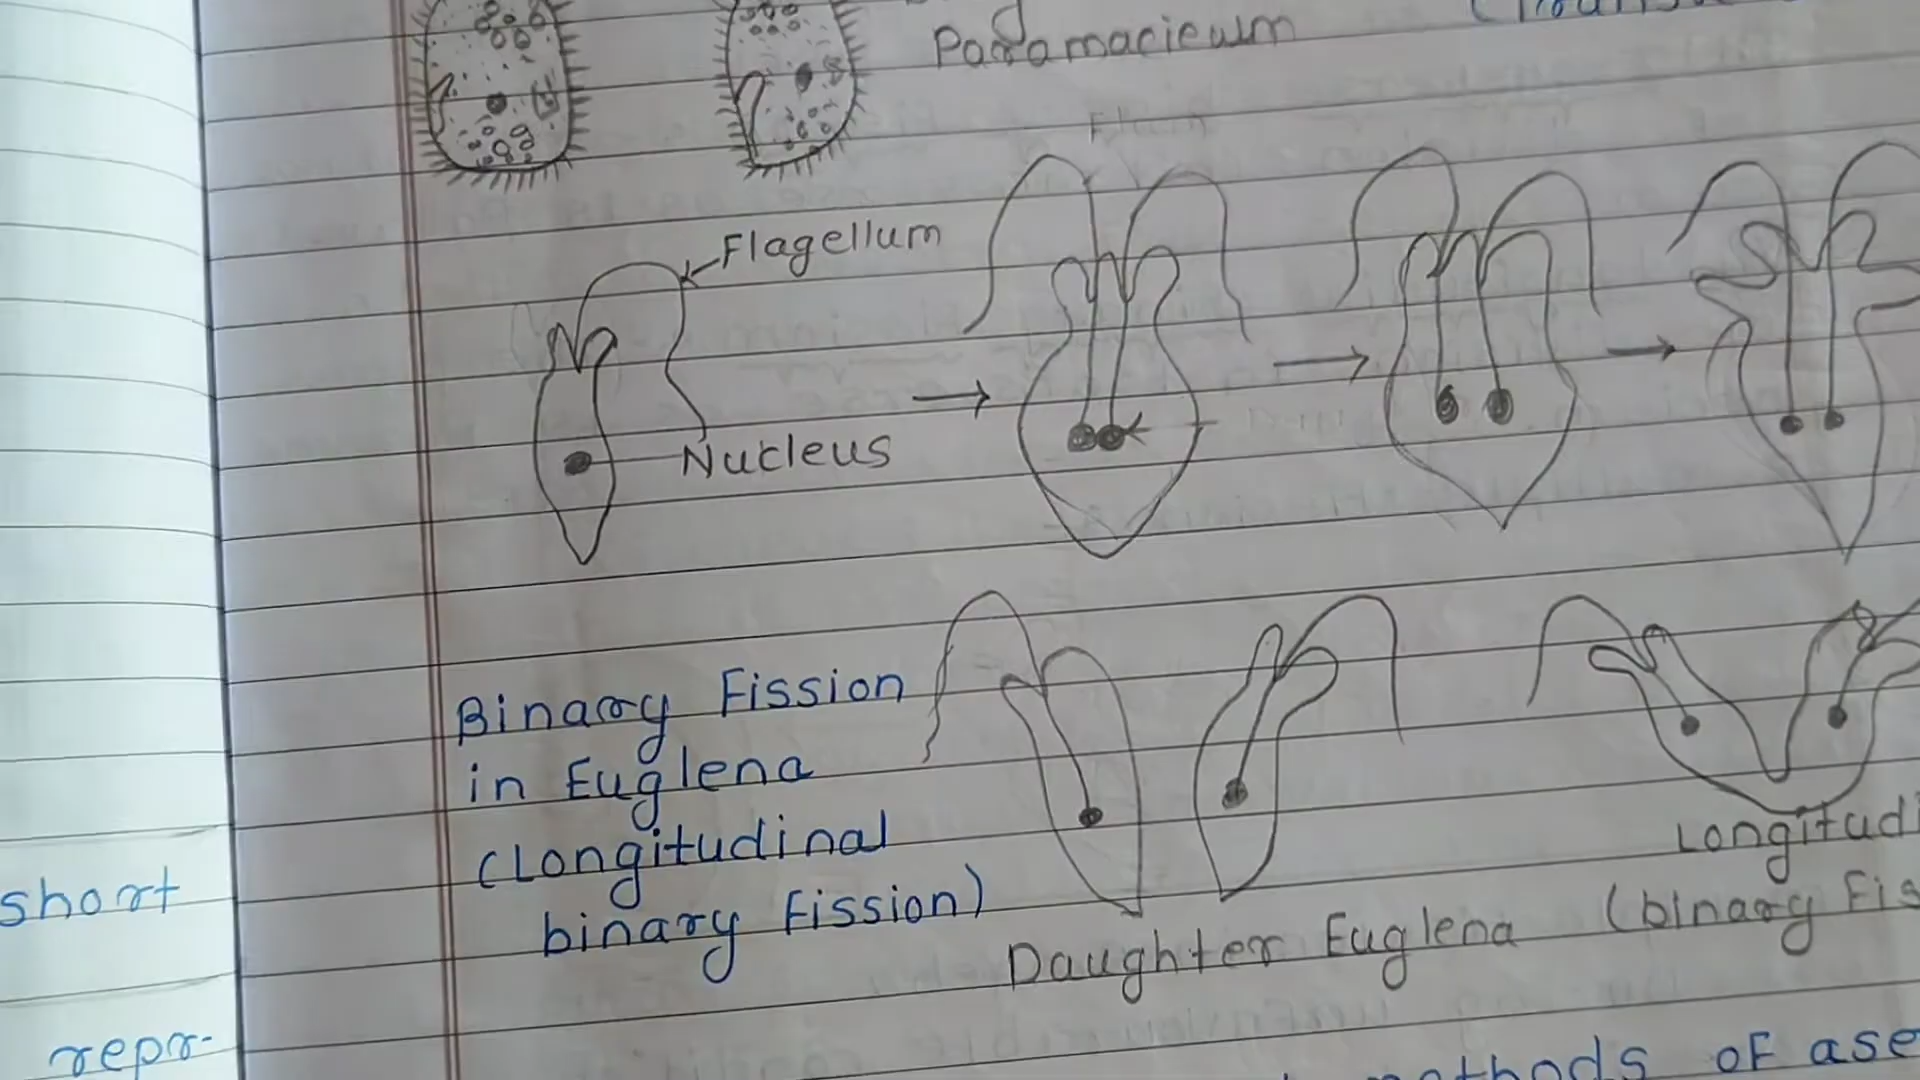 Paramacieum
Flagellum
Nucleus
Binary Fission
in Euglena
(Longitudinal
binary Fission)
Daughter Euglena
Longitudi
(binary Fis
short
repr-
methods of ase